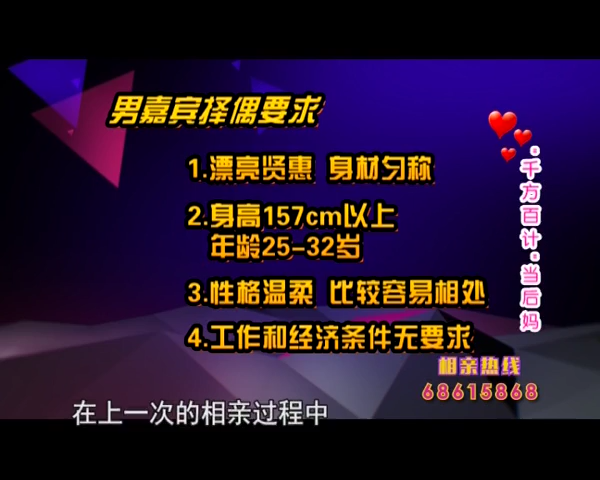 男嘉宾择偶要求
1.漂亮贤惠 身材匀称
2.身高157cm以上
年龄25-32岁
3.性格温柔 比较容易相处
4.工作和经济条件无要求
·千方百计·当后妈
相亲热线
68615868
在上一次的相亲过程中